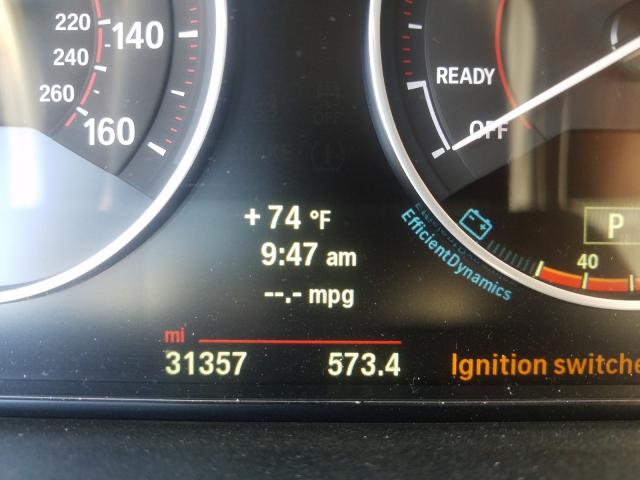 220
140
240
260
160
READY
OFF
OFF
+ 74 °F
9:47 am
--.- mpg
EfficientDynamics
P
40
mi
31357 573.4 Ignition switche